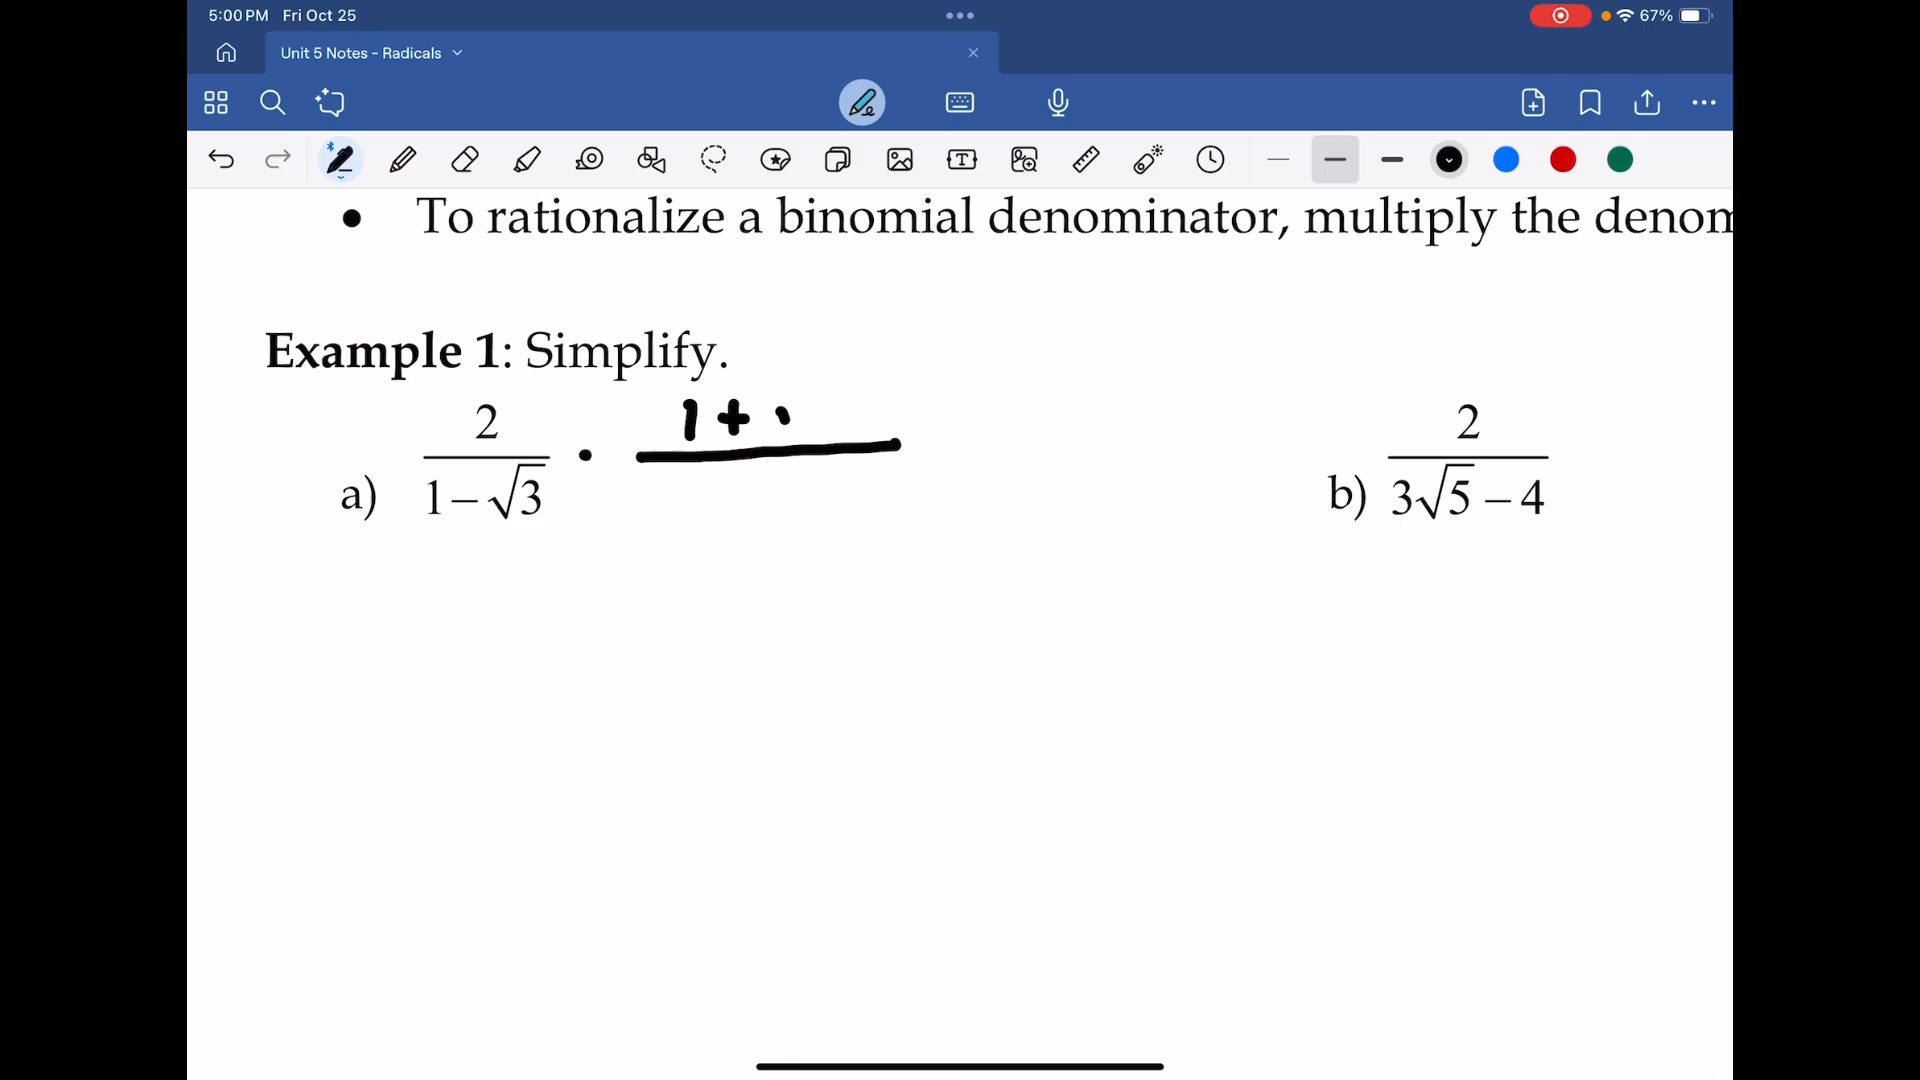 5:00 PM Fri Oct 25
67%
Unit 5 Notes - Radicals
To rationalize a binomial denominator, multiply the denom
Example 1: Simplify.
a) 2/(1 – √3) · 1 +
b) 2/(3√5 – 4)